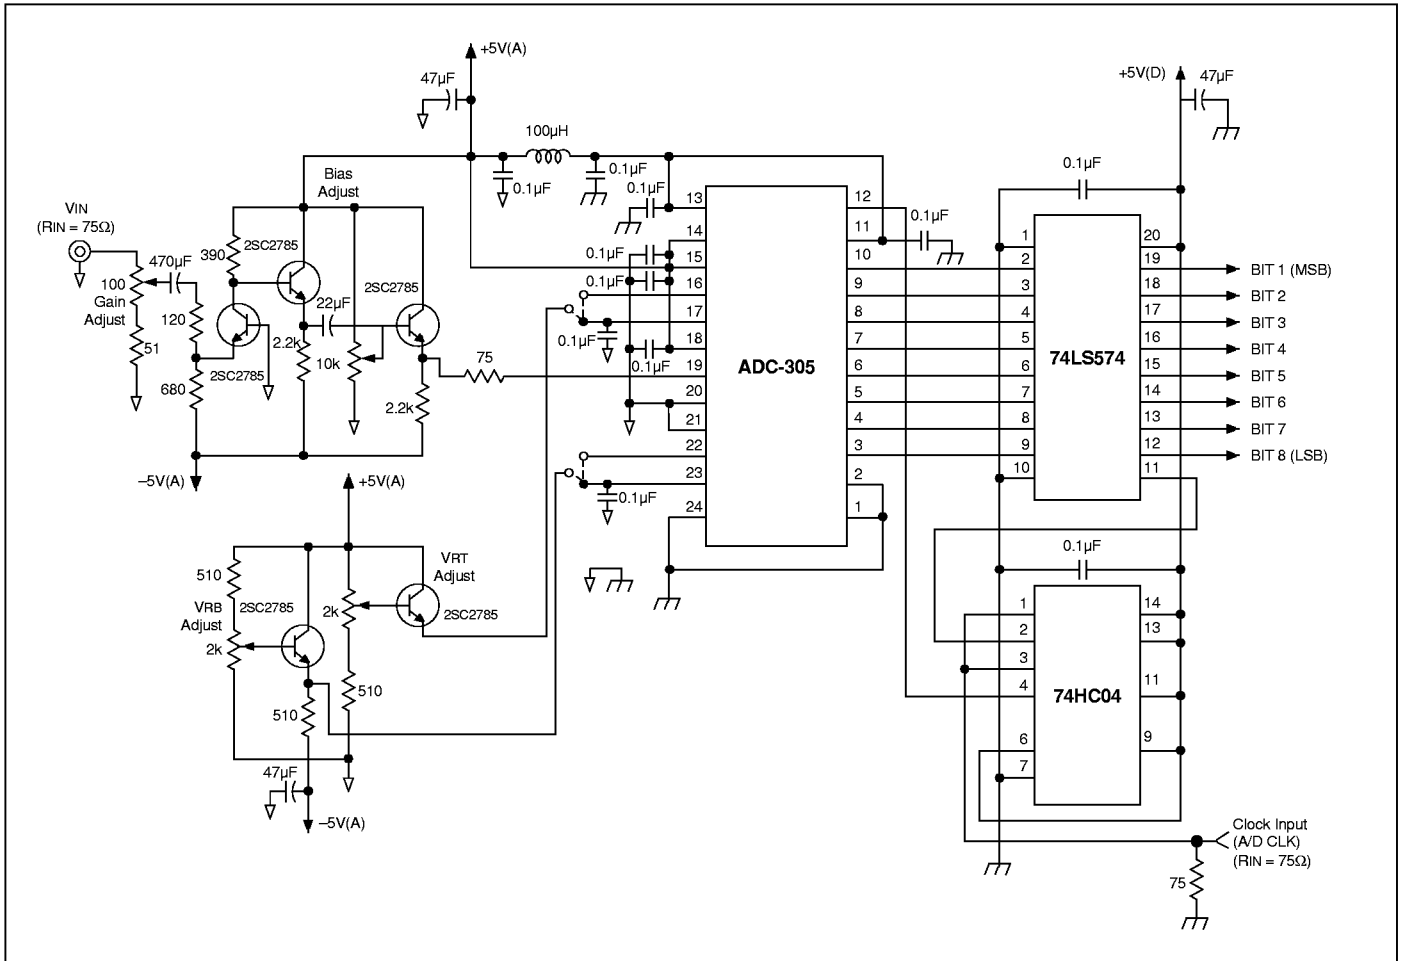 +5V(A)
47µF
+5V(D)
47µF
100µH
0.1µF
0.1µF
0.1µF
0.1µF
Bias
Adjust
VIN
(RIN = 75Ω)
390
2SC2785
470µF
100
Gain
Adjust
120
51
680
2SC2785
22µF
2.2k
10k
2SC2785
2.2k
75
–5V(A)
0.1µF
0.1µF
0.1µF
0.1µF
0.1µF
0.1µF
13
14
15
16
17
18
19
20
21
22
23
24
ADC-305
12
11
10
9
8
7
6
5
4
3
2
1
1
2
3
4
5
6
7
8
9
10
74LS574
20
19
18
17
16
15
14
13
12
11
BIT 1 (MSB)
BIT 2
BIT 3
BIT 4
BIT 5
BIT 6
BIT 7
BIT 8 (LSB)
+5V(A)
510
VRB
Adjust
2k
2SC2785
2k
VRT
Adjust
2SC2785
510
510
47µF
–5V(A)
0.1µF
1
2
3
4
6
7
74HC04
14
13
11
9
Clock Input
(A/D CLK)
(RIN = 75Ω)
75